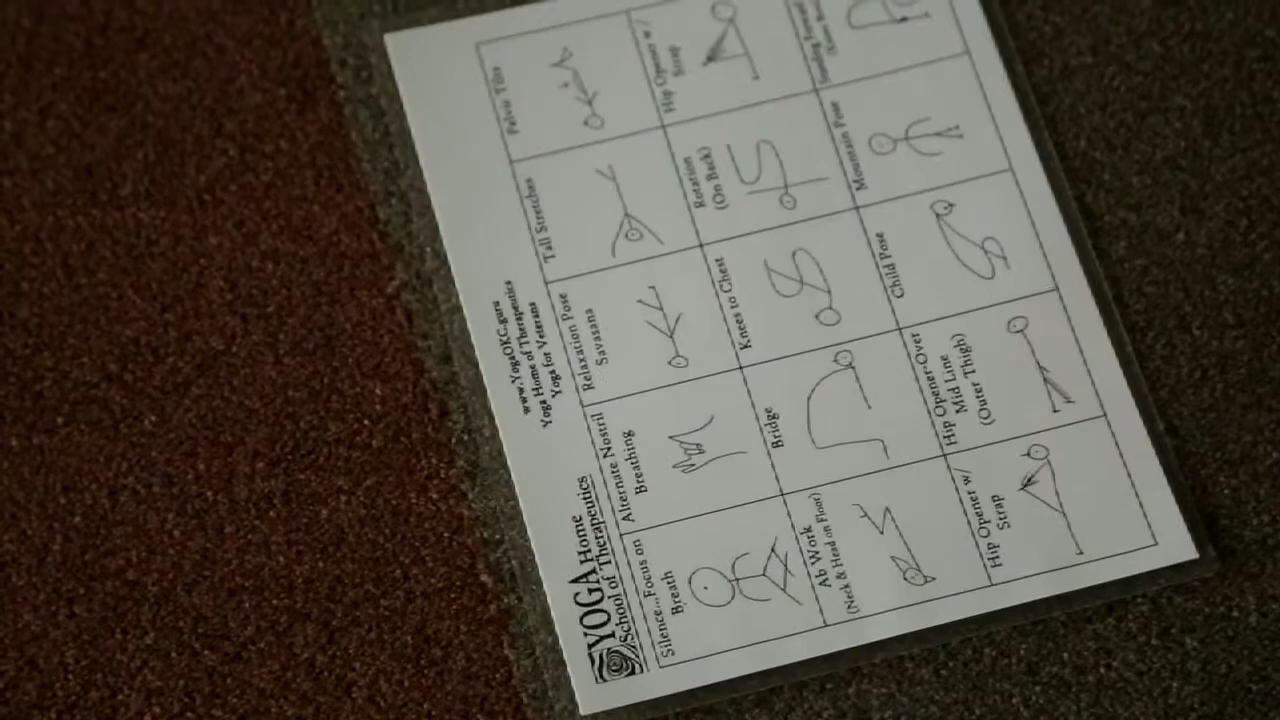 YOGA Home
School of Therapeutics
www.YogaOKC.guru
Yoga Home of Therapeutics
Yoga for Veterans
Silence...Focus on
Breath
Alternate Nostril
Breathing
Relaxation Pose
Savasana
Tall Stretches
Pelvic Tilts
Ab Work
(Neck & Head on Floor)
Bridge
Knees to Chest
Rotation
(On Back)
Hip Opener w/
Strap
Hip Opener w/
Strap
Hip Opener-Over
Mid Line
(Outer Thigh)
Child Pose
Mountain Pose